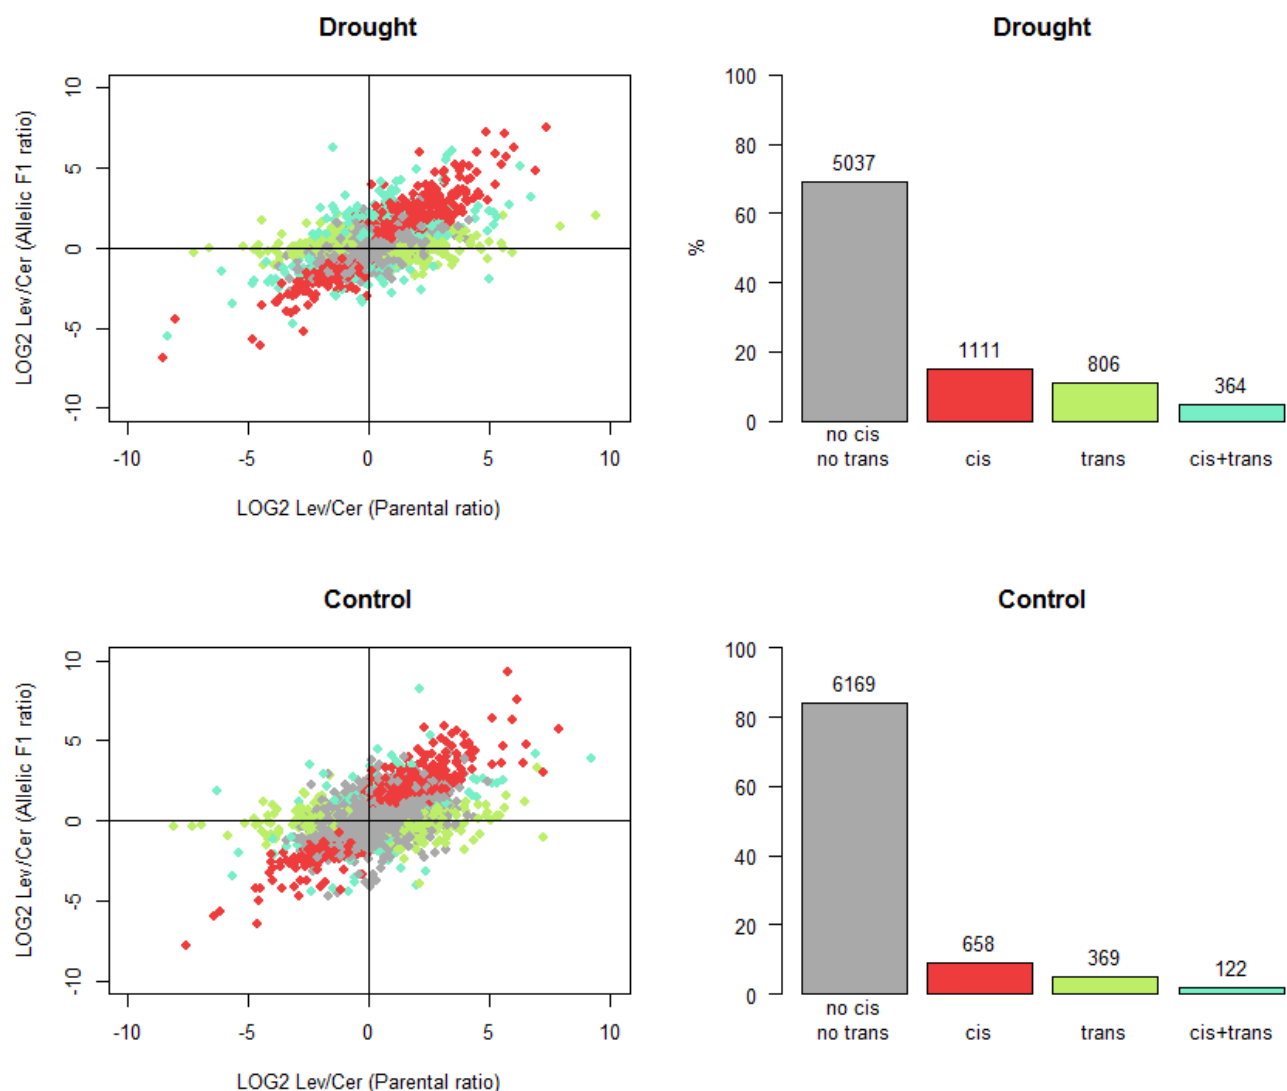 Drought
LOG2 Lev/Cer (Allelic F1 ratio)
10
5
0
-5
-10
-10
-5
0
5
10
LOG2 Lev/Cer (Parental ratio)
Drought
%
100
80
60
40
20
0
5037
1111
806
364
no cis
no trans
cis
trans
cis+trans
Control
LOG2 Lev/Cer (Allelic F1 ratio)
10
5
0
-5
-10
-10
-5
0
5
10
LOG2 Lev/Cer (Parental ratio)
Control
100
80
60
40
20
0
6169
658
369
122
no cis
no trans
cis
trans
cis+trans